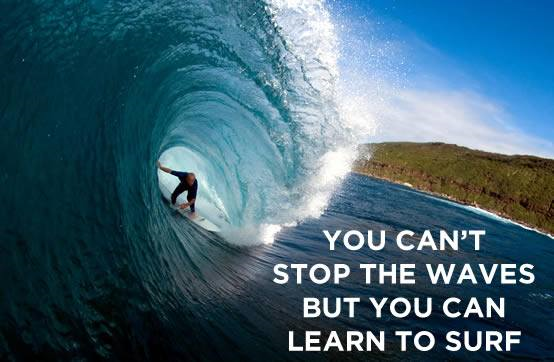 YOU CAN'T
STOP THE WAVES
BUT YOU CAN
LEARN TO SURF